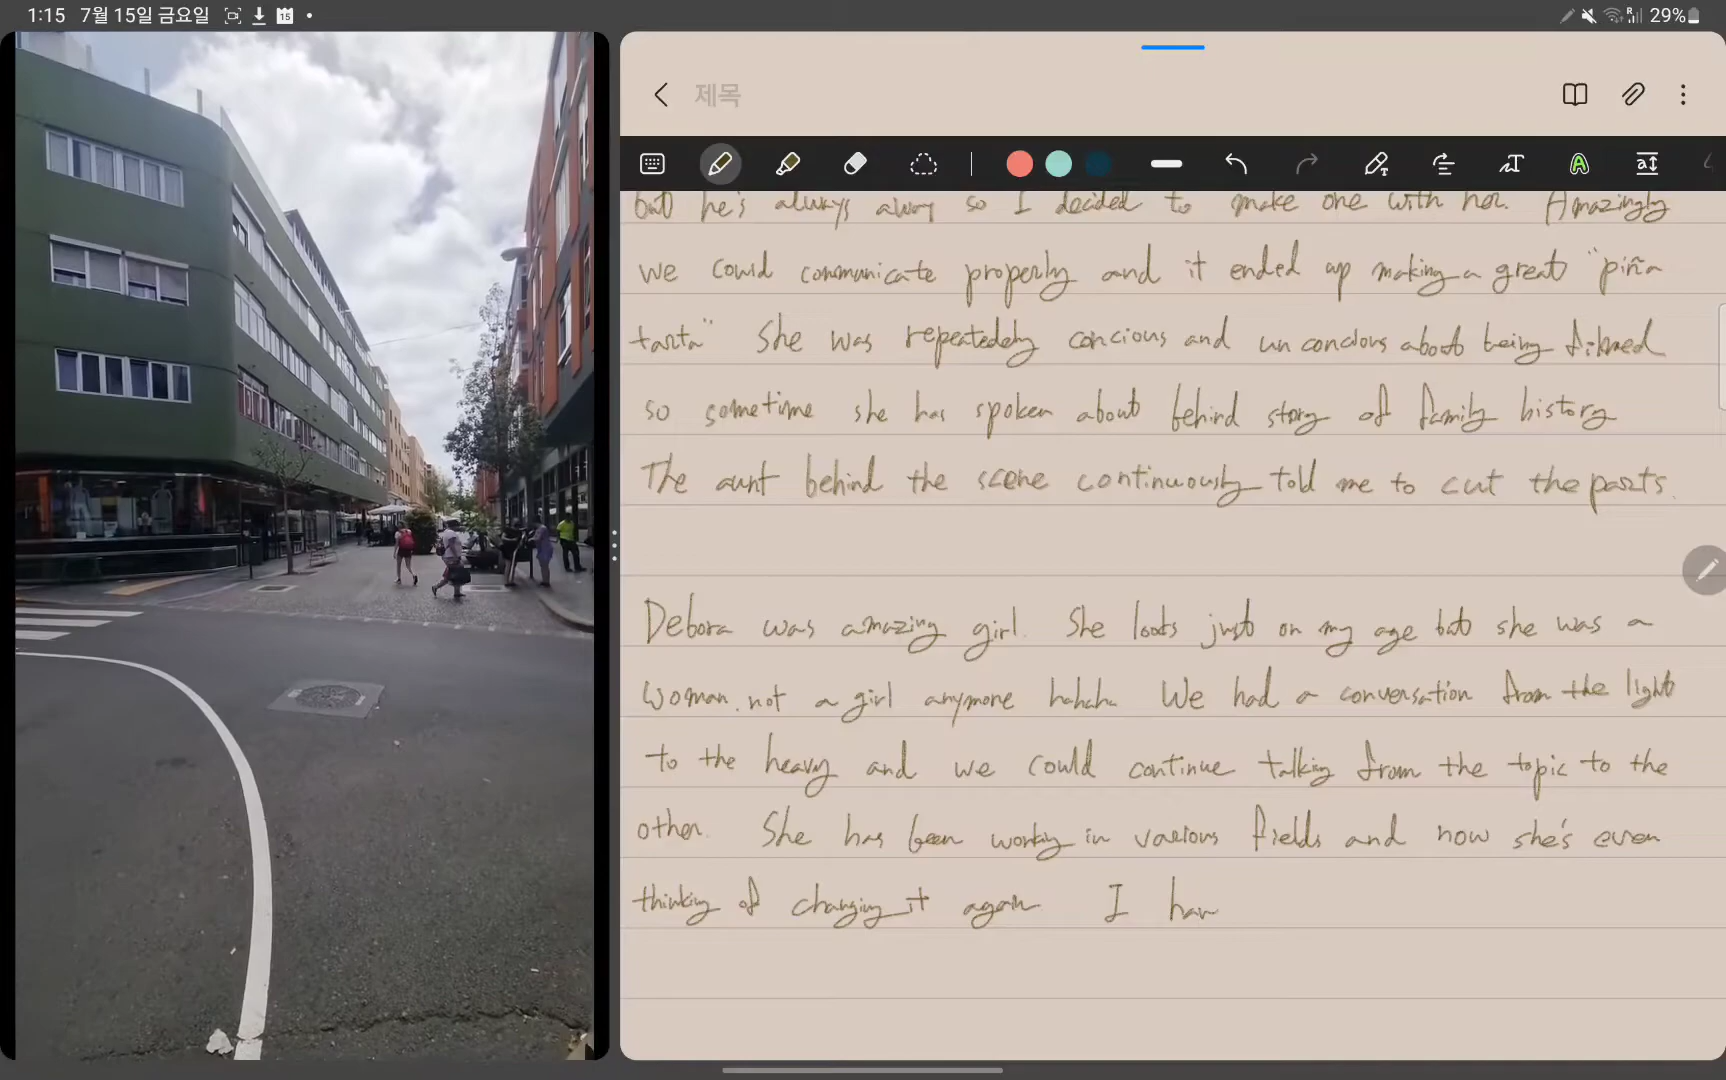 1:15 7월 15일 금요일
15
R
29%
제목
but he's always away so I decided to make one with her. Amazingly
we could communicate properly and it ended up making a great "piña
tarta" She was repeatedely concious and unconcious about being filmed
so sometime she has spoken about behind story of family history
The aunt behind the scene continuously told me to cut the parts.
Debora was amazing girl. She looks just on my age but she was a
woman, not a girl anymore hahaha We had a conversation from the light
to the heavy and we could continue talking from the topic to the
other. She has been working in various fields and now she's even
thinking of changing it again I hav